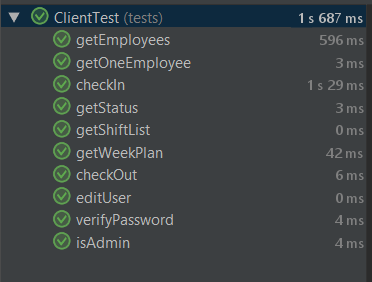 ClientTest (tests) 1 s 687 ms
getEmployees 596 ms
getOneEmployee 3 ms
checkIn 1 s 29 ms
getStatus 3 ms
getShiftList 0 ms
getWeekPlan 42 ms
checkOut 6 ms
editUser 0 ms
verifyPassword 4 ms
isAdmin 4 ms